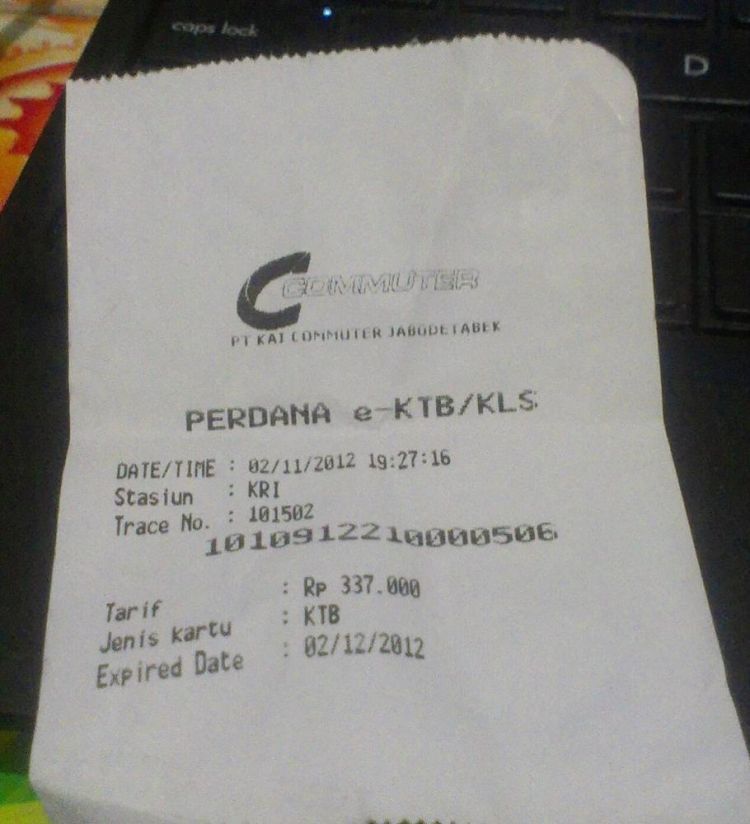 caps lock
D
COMMUTER
PT KAI COMMUTER JABODETABEK
PERDANA e-KTB/KLS
DATE/TIME : 02/11/2012 19:27:16
Stasiun : KRI
Trace No. : 101502
1010912210000506
Tarif : Rp 337.000
Jenis kartu : KTB
Expired Date : 02/12/2012